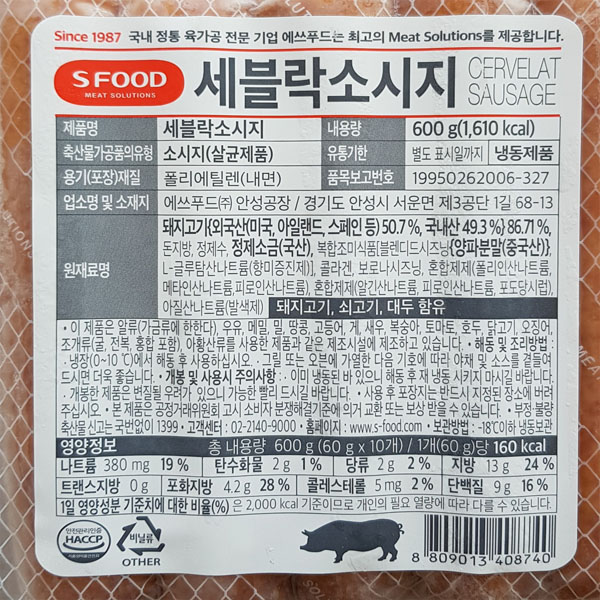 Since 1987 국내 정통 육가공 전문 기업 에쓰푸드는 최고의 Meat Solutions를 제공합니다.
S FOOD
MEAT SOLUTIONS
세블락소시지
CERVELAT
SAUSAGE
제품명 세블락소시지 내용량 600 g(1,610 kcal)
축산물가공품의유형 소시지(살균제품) 유통기한 별도 표시일까지 냉동제품
용기(포장)재질 폴리에틸렌(내면) 품목보고번호 19950262006-327
업소명 및 소재지 에쓰푸드㈜ 안성공장 / 경기도 안성시 서운면 제3공단 1길 68-13
원재료명
돼지고기{외국산(미국, 아일랜드, 스페인 등) 50.7 %, 국내산 49.3 %} 86.71 %,
돈지방, 정제수, 정제소금(국산), 복합조미식품[블렌디드시즈닝{양파분말(중국산)},
L-글루탐산나트륨(향미증진제)], 콜라겐, 보로나시즈닝, 혼합제제(폴리인산나트륨,
메타인산나트륨,피로인산나트륨), 혼합제제(알긴산나트륨, 피로인산나트륨, 포도당시럽),
아질산나트륨(발색제) 돼지고기, 쇠고기, 대두 함유
• 이 제품은 알류(가금류에 한한다), 우유, 메밀, 밀, 땅콩, 고등어, 게, 새우, 복숭아, 토마토, 호두, 닭고기, 오징어,
조개류(굴, 전복, 홍합 포함), 아황산류를 사용한 제품과 같은 제조시설에서 제조하고 있습니다. • 해동 및 조리방법 :
· 냉장(0~10 ℃)에서 해동 후 사용하십시오. · 그릴 또는 오븐에 가열한 다음 기호에 따라 야채 및 소스를 곁들여
드시면 더욱 좋습니다. • 개봉 및 사용시 주의사항 : · 이미 냉동된 바 있으니 해동 후 재 냉동 시키지 마시길 바랍니다.
· 개봉한 제품은 변질될 우려가 있으니 가능한 빨리 드시길 바랍니다. · 사용 후 포장지는 반드시 지정된 장소에 버려
주십시오 • 본 제품은 공정거래위원회 고시 소비자 분쟁해결기준에 의거 교환 또는 보상 받을 수 있습니다. • 부정·불량
축산물 신고는 국번없이 1399 • 고객센터 : 02-2140-9000 • 홈페이지 : www.s-food.com • 보관방법 : -18℃이하 냉동보관
영양정보 총 내용량 600 g (60 g x 10개) / 1개(60 g)당 160 kcal
나트륨 380 mg 19 % 탄수화물 2 g 1 % 당류 2 g 2 % 지방 13 g 24 %
트랜스지방 0 g 포화지방 4.2 g 28 % 콜레스테롤 5 mg 2 % 단백질 9 g 16 %
1일 영양성분 기준치에 대한 비율(%)은 2,000 kcal 기준이므로 개인의 필요 열량에 따라 다를 수 있습니다.
안전관리인증
HACCP
비닐류
OTHER
8 809013 408740